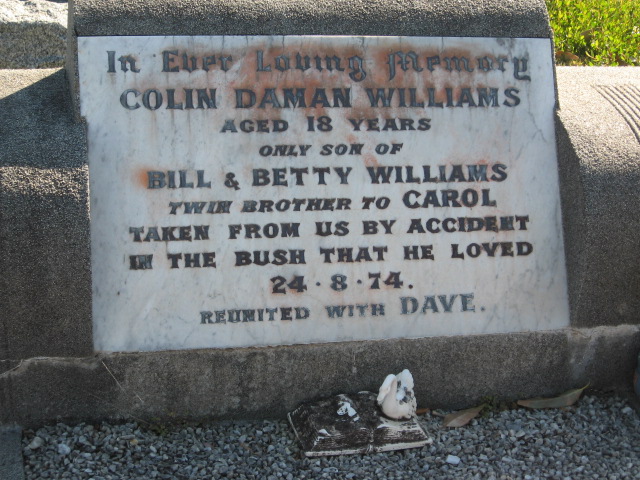 In Ever Loving Memory
COLIN DAMAN WILLIAMS
AGED 18 YEARS
ONLY SON OF
BILL & BETTY WILLIAMS
TWIN BROTHER TO CAROL
TAKEN FROM US BY ACCIDENT
IN THE BUSH THAT HE LOVED
24·8·74.
REUNITED WITH DAVE.